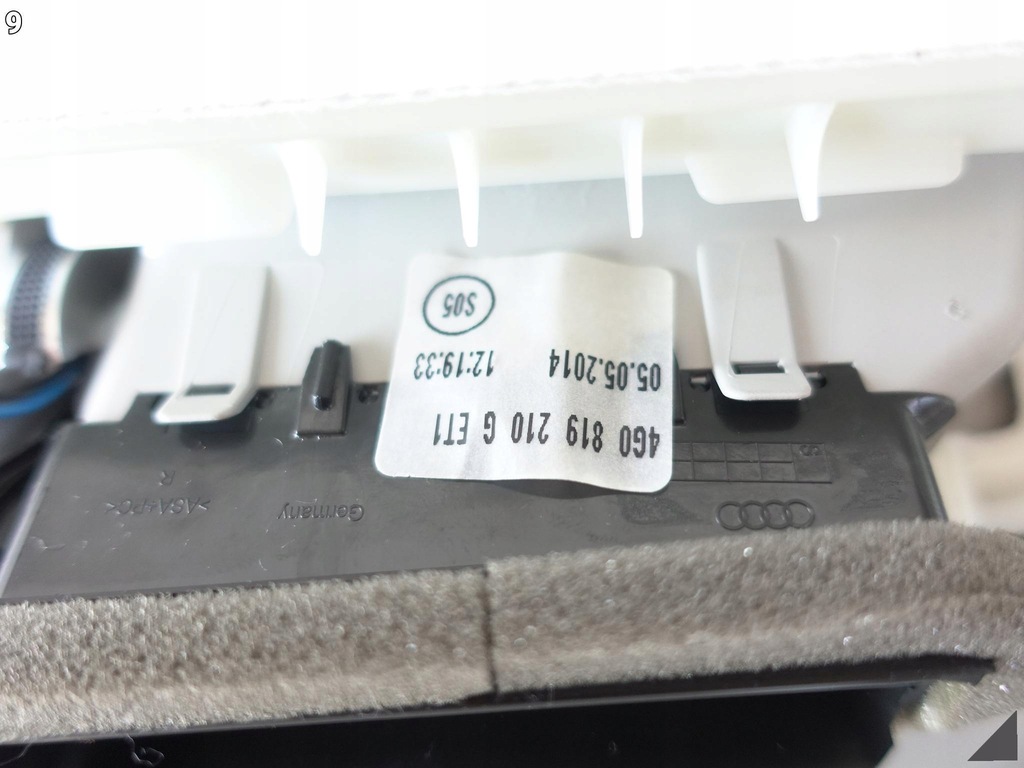 9
4G0 819 210 G ET1
05.05.2014 12:19:33
S05
Germany
R
>ASA+PC<
S